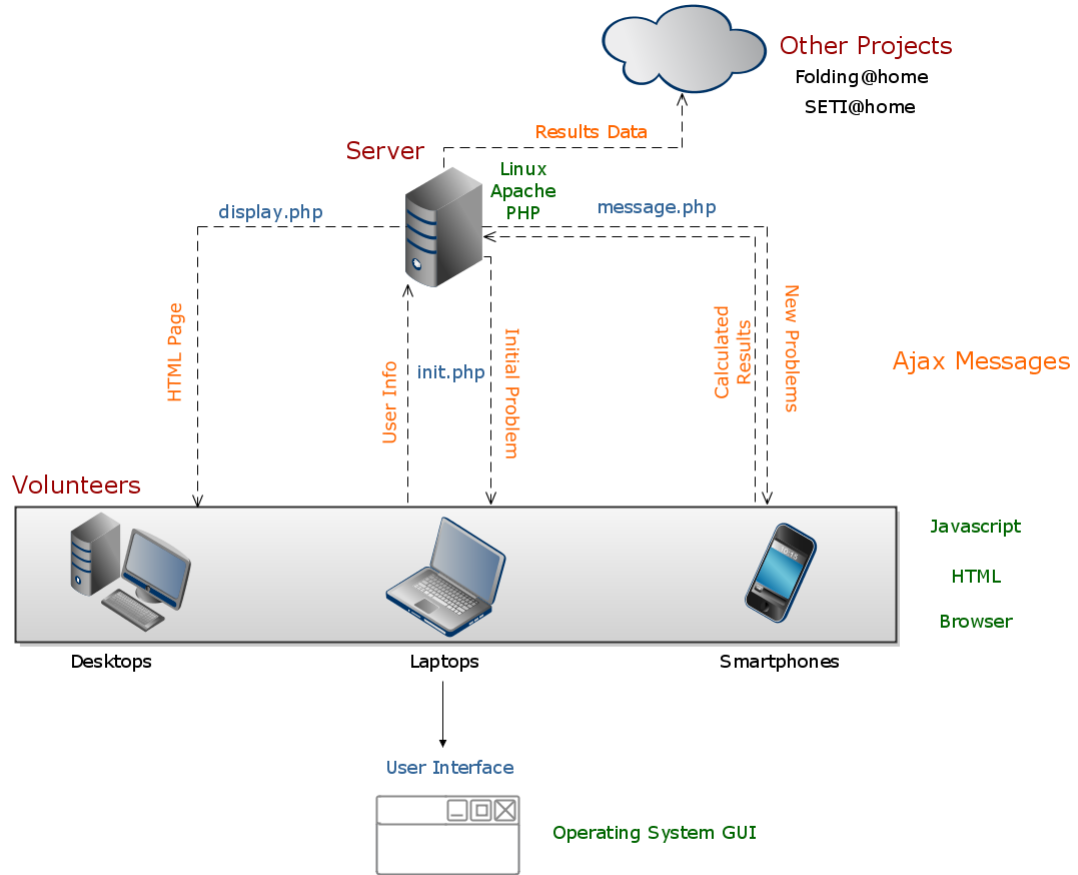 Other Projects
Folding@home
SETI@home
Results Data
Server
Linux
Apache
PHP
display.php
message.php
HTML Page
User Info
init.php
Initial Problem
Calculated
Results
New Problems
Ajax Messages
Volunteers
10:15
Javascript
HTML
Browser
Desktops
Laptops
Smartphones
User Interface
Operating System GUI